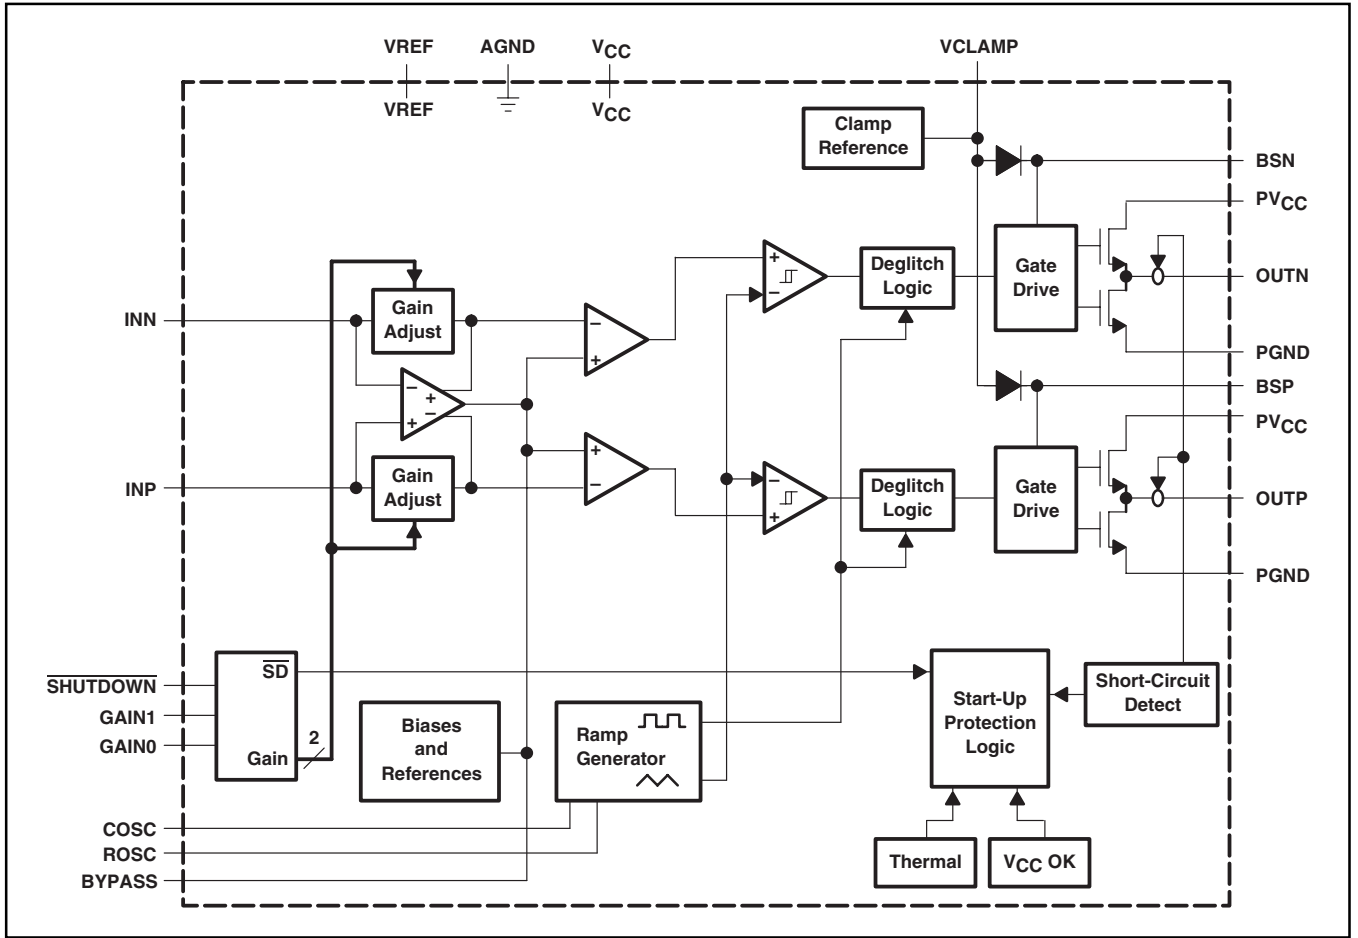 VREF AGND VCC VCLAMP
VREF VCC
Clamp
Reference
BSN
PVCC
Deglitch
Logic
Gate
Drive
OUTN
INN
Gain
Adjust
PGND
BSP
PVCC
INP
Gain
Adjust
Deglitch
Logic
Gate
Drive
OUTP
PGND
SHUTDOWN
GAIN1
GAIN0
SD
Gain
2
Biases
and
References
Ramp
Generator
Start-Up
Protection
Logic
Short-Circuit
Detect
COSC
ROSC
BYPASS
Thermal
VCC OK
+
−
−
+
−
+
−
+
+
−
−
+